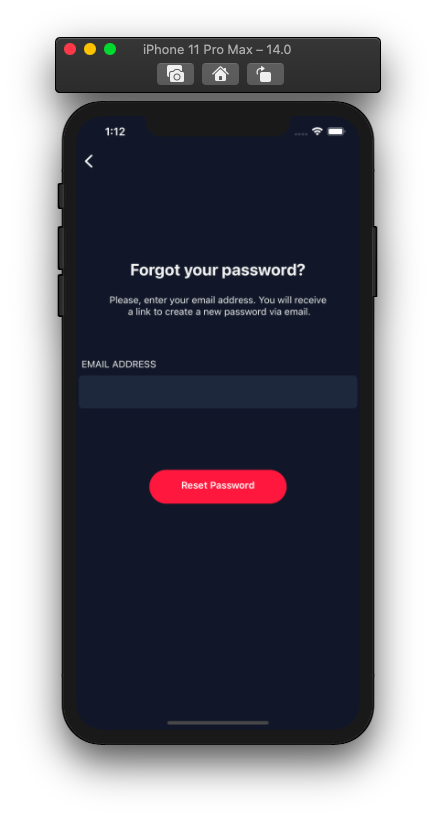 iPhone 11 Pro Max – 14.0
1:12
Forgot your password?
Please, enter your email address. You will receive
a link to create a new password via email.
EMAIL ADDRESS
Reset Password